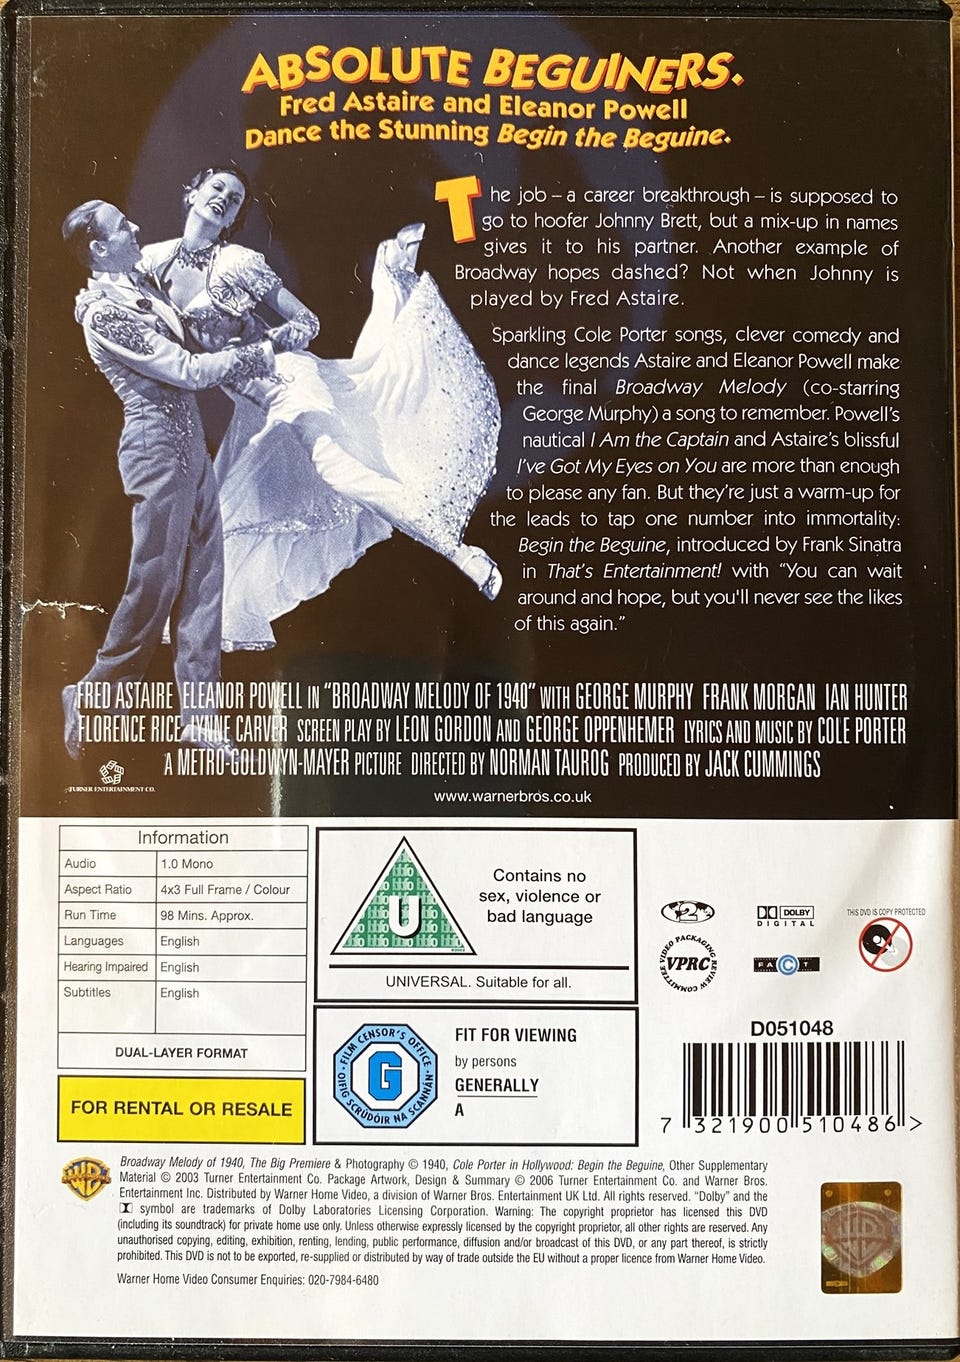 ABSOLUTE BEGUINERS.
Fred Astaire and Eleanor Powell
Dance the Stunning Begin the Beguine.
The job – a career breakthrough – is supposed to
go to hoofer Johnny Brett, but a mix-up in names
gives it to his partner. Another example of
Broadway hopes dashed? Not when Johnny is
played by Fred Astaire.
Sparkling Cole Porter songs, clever comedy and
dance legends Astaire and Eleanor Powell make
the final Broadway Melody (co-starring
George Murphy) a song to remember. Powell's
nautical I Am the Captain and Astaire's blissful
I've Got My Eyes on You are more than enough
to please any fan. But they're just a warm-up for
the leads to tap one number into immortality:
Begin the Beguine, introduced by Frank Sinatra
in That's Entertainment! with "You can wait
around and hope, but you'll never see the likes
of this again."
FRED ASTAIRE ELEANOR POWELL IN "BROADWAY MELODY OF 1940" WITH GEORGE MURPHY FRANK MORGAN IAN HUNTER
FLORENCE RICE LYNNE CARVER SCREEN PLAY BY LEON GORDON AND GEORGE OPPENHEIMER LYRICS AND MUSIC BY COLE PORTER
A METRO-GOLDWYN-MAYER PICTURE DIRECTED BY NORMAN TAUROG PRODUCED BY JACK CUMMINGS
TURNER ENTERTAINMENT CO.
www.warnerbros.co.uk
Information
Audio 1.0 Mono
Aspect Ratio 4x3 Full Frame / Colour
Run Time 98 Mins. Approx.
Languages English
Hearing Impaired English
Subtitles English
DUAL-LAYER FORMAT
FOR RENTAL OR RESALE
U
Contains no
sex, violence or
bad language
UNIVERSAL. Suitable for all.
FILM CENSOR'S OFFICE
G
OIFIG SCRÚDÓIR NA SCANNÁN
FIT FOR VIEWING
by persons
GENERALLY
A
2
DOLBY
DIGITAL
THIS DVD IS COPY PROTECTED
VIDEO PACKAGING REVIEW COMMITTEE
VPRC
FACT
D051048
7 321900 510486 >
Broadway Melody of 1940, The Big Premiere & Photography © 1940, Cole Porter in Hollywood: Begin the Beguine, Other Supplementary
Material © 2003 Turner Entertainment Co. Package Artwork, Design & Summary © 2006 Turner Entertainment Co. and Warner Bros.
Entertainment Inc. Distributed by Warner Home Video, a division of Warner Bros. Entertainment UK Ltd. All rights reserved. "Dolby" and the
symbol are trademarks of Dolby Laboratories Licensing Corporation. Warning: The copyright proprietor has licensed this DVD
(including its soundtrack) for private home use only. Unless otherwise expressly licensed by the copyright proprietor, all other rights are reserved. Any
unauthorised copying, editing, exhibition, renting, lending, public performance, diffusion and/or broadcast of this DVD, or any part thereof, is strictly
prohibited. This DVD is not to be exported, re-supplied or distributed by way of trade outside the EU without a proper licence from Warner Home Video.
Warner Home Video Consumer Enquiries: 020-7984-6480